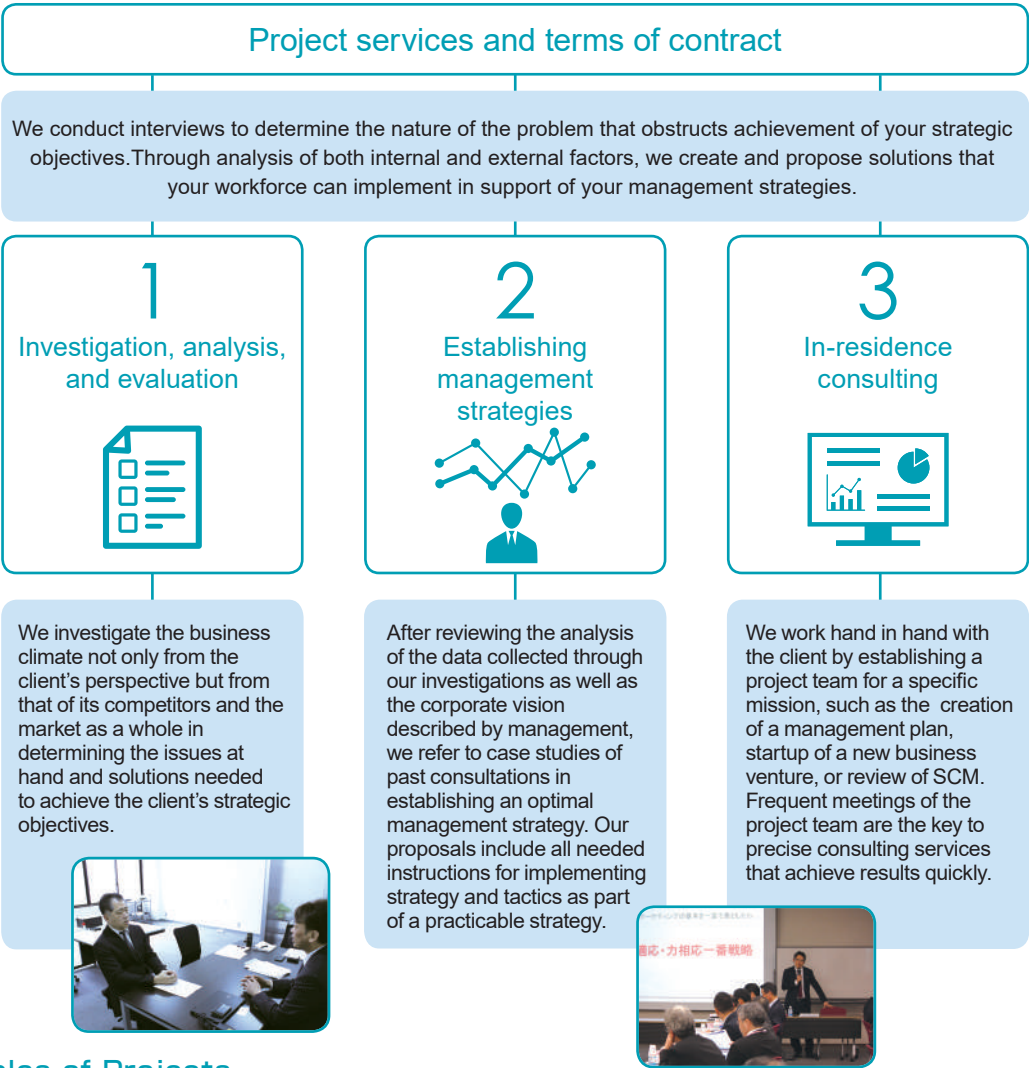 Project services and terms of contract
We conduct interviews to determine the nature of the problem that obstructs achievement of your strategic
objectives.Through analysis of both internal and external factors, we create and propose solutions that
your workforce can implement in support of your management strategies.
1
Investigation, analysis,
and evaluation
2
Establishing
management
strategies
3
In-residence
consulting
We investigate the business
climate not only from the
client's perspective but from
that of its competitors and the
market as a whole in
determining the issues at
hand and solutions needed
to achieve the client's strategic
objectives.
After reviewing the analysis
of the data collected through
our investigations as well as
the corporate vision
described by management,
we refer to case studies of
past consultations in
establishing an optimal
management strategy. Our
proposals include all needed
instructions for implementing
strategy and tactics as part
of a practicable strategy.
We work hand in hand with
the client by establishing a
project team for a specific
mission, such as the  creation
of a management plan,
startup of a new business
venture, or review of SCM.
Frequent meetings of the
project team are the key to
precise consulting services
that achieve results quickly.
適応・力相応一番戦略
of Projects